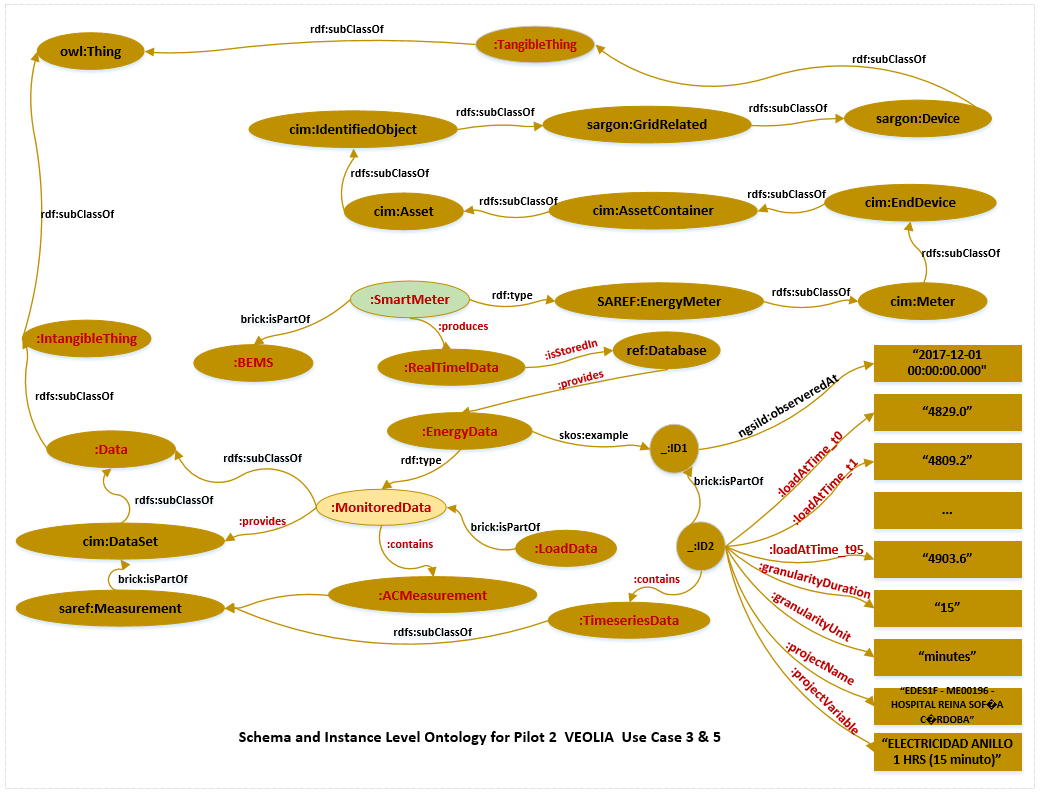 rdf:subClassOf
owl:Thing
:TangibleThing
rdf:subClassOf
rdfs:subClassOf
rdfs:subClassOf
cim:IdentifiedObject
sargon:GridRelated
sargon:Device
rdfs:subClassOf
rdfs:subClassOf
rdfs:subClassOf
cim:Asset
cim:AssetContainer
cim:EndDevice
rdf:subClassOf
rdfs:subClassOf
:SmartMeter
rdf:type
SAREF:EnergyMeter
rdfs:subClassOf
cim:Meter
brick:isPartOf
:produces
:IntangibleThing
:BEMS
:RealTimelData
:isStoredIn
ref:Database
:provides
“2017-12-01
00:00:00.000"
rdfs:subClassOf
ngsild:observeredAt
“4829.0”
:EnergyData
skos:example
_:ID1
:loadAtTime_t0
:Data
rdfs:subClassOf
rdf:type
“4809.2”
:loadAtTime_t1
brick:isPartOf
rdfs:subClassOf
:MonitoredData
...
:provides
brick:isPartOf
cim:DataSet
:contains
:LoadData
_:ID2
:loadAtTime_t95
“4903.6”
brick:isPartOf
:contains
:granularityDuration
:ACMeasurement
saref:Measurement
“15”
:granularityUnit
:TimeseriesData
rdfs:subClassOf
“minutes”
:projectName
“EDES1F - ME00196 -
HOSPITAL REINA SOF�A
C�RDOBA”
:projectVariable
Schema and Instance Level Ontology for Pilot 2 VEOLIA Use Case 3 & 5
“ELECTRICIDAD ANILLO
1 HRS (15 minuto)”